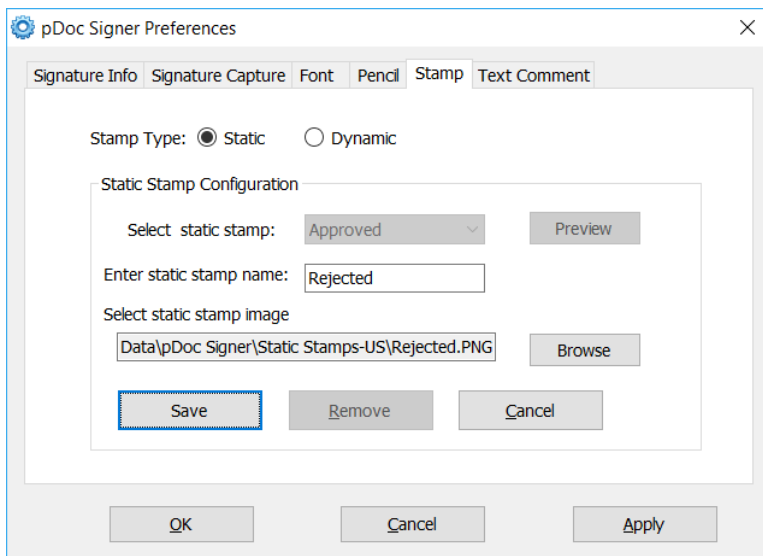 pDoc Signer Preferences
Signature Info Signature Capture Font Pencil Stamp Text Comment
Stamp Type: Static Dynamic
Static Stamp Configuration
Select static stamp: Approved Preview
Enter static stamp name: Rejected
Select static stamp image
Data\pDoc Signer\Static Stamps-US\Rejected.PNG Browse
Save Remove Cancel
OK Cancel Apply